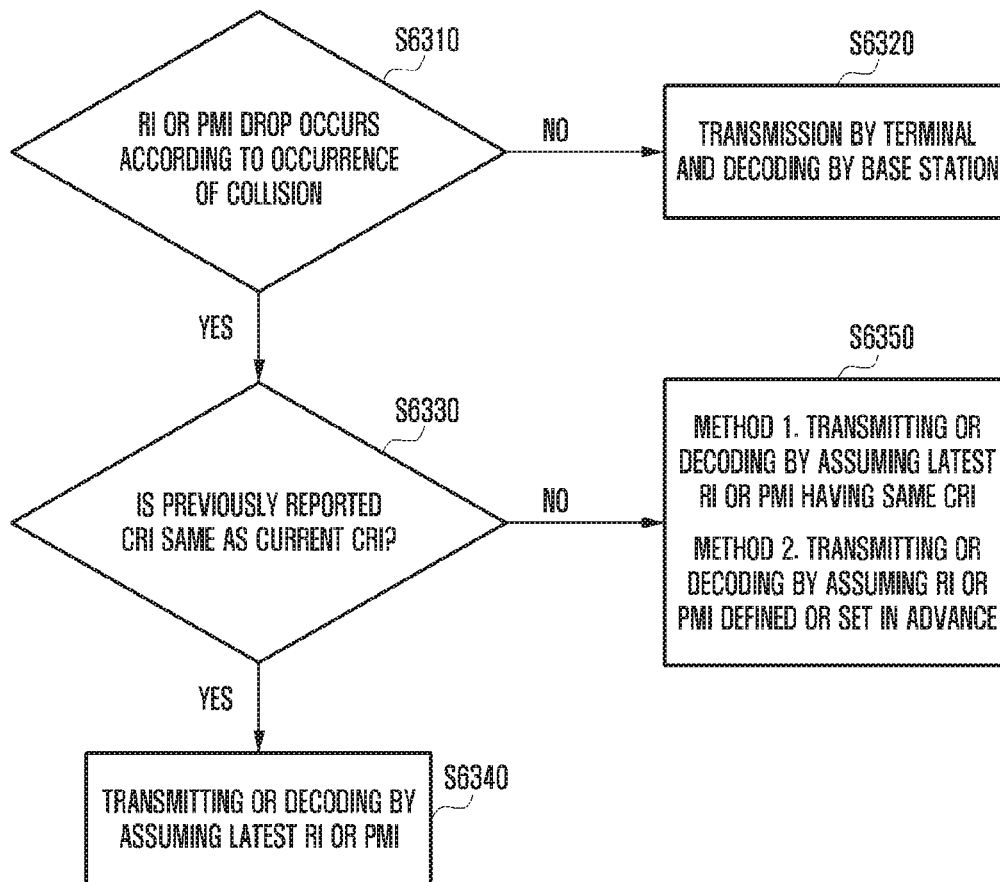 S6310
RI OR PMI DROP OCCURS
ACCORDING TO OCCURRENCE
OF COLLISION
NO
S6320
TRANSMISSION BY TERMINAL
AND DECODING BY BASE STATION
YES
S6330
IS PREVIOUSLY REPORTED
CRI SAME AS CURRENT CRI?
NO
S6350
METHOD 1. TRANSMITTING OR
DECODING BY ASSUMING LATEST
RI OR PMI HAVING SAME CRI
METHOD 2. TRANSMITTING OR
DECODING BY ASSUMING RI OR
PMI DEFINED OR SET IN ADVANCE
YES
S6340
TRANSMITTING OR DECODING BY
ASSUMING LATEST RI OR PMI